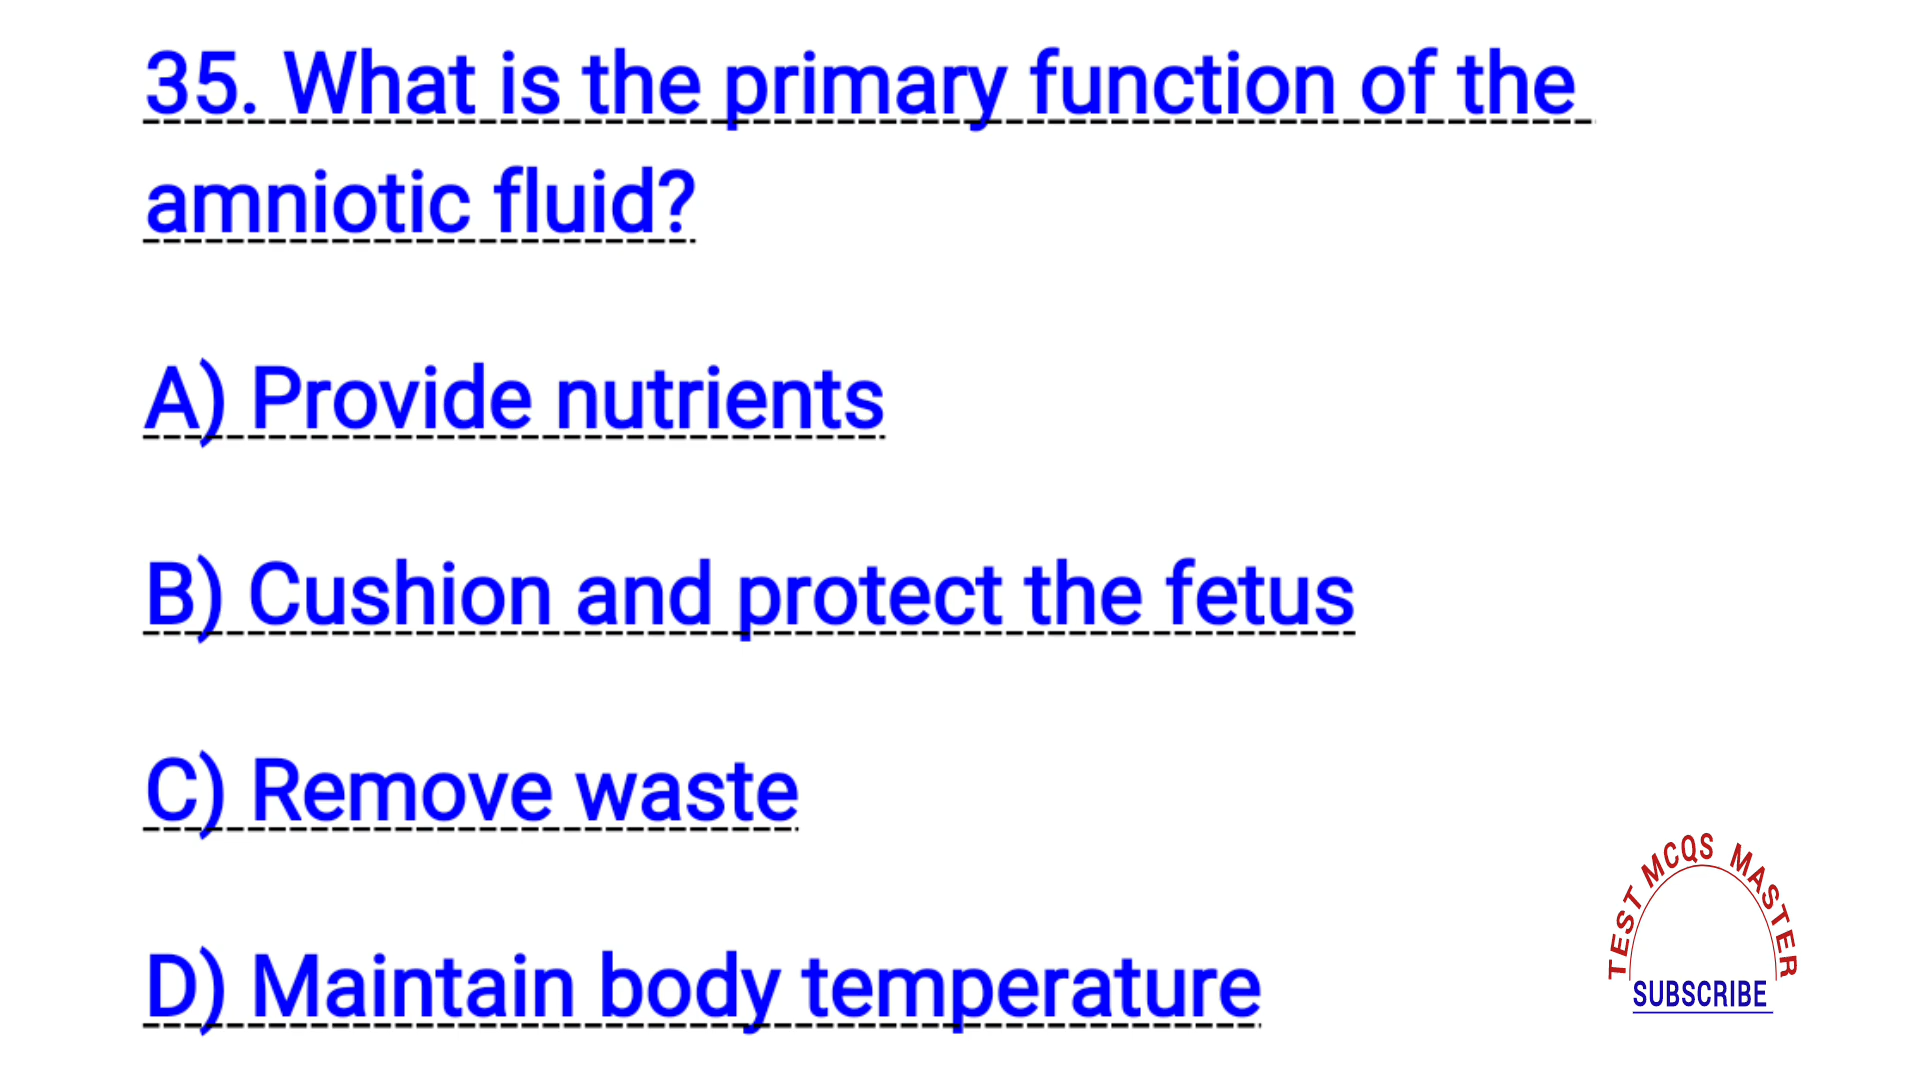 35. What is the primary function of the
amniotic fluid?
A) Provide nutrients
B) Cushion and protect the fetus
C) Remove waste
D) Maintain body temperature
TEST MCQS MASTER
SUBSCRIBE